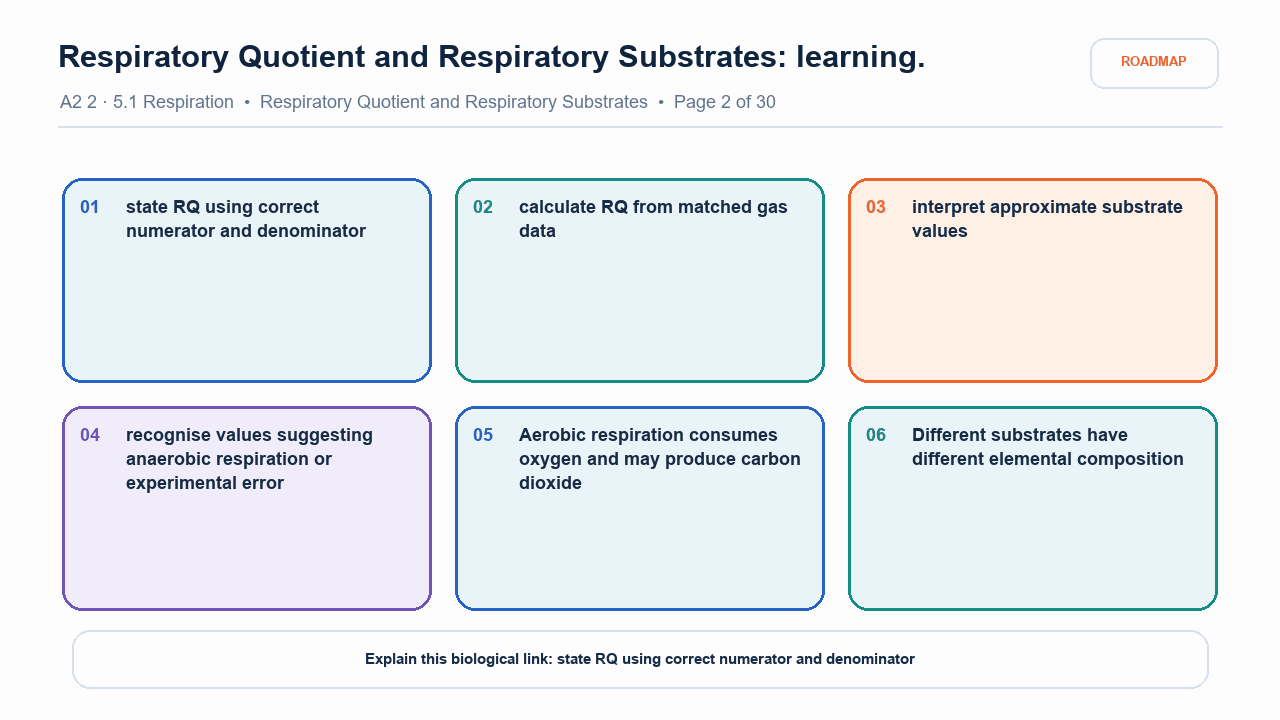 Respiratory Quotient and Respiratory Substrates: learning.
ROADMAP
A2 2 · 5.1 Respiration • Respiratory Quotient and Respiratory Substrates • Page 2 of 30
01 state RQ using correct
numerator and denominator
02 calculate RQ from matched gas
data
03 interpret approximate substrate
values
04 recognise values suggesting
anaerobic respiration or
experimental error
05 Aerobic respiration consumes
oxygen and may produce carbon
dioxide
06 Different substrates have
different elemental composition
Explain this biological link: state RQ using correct numerator and denominator